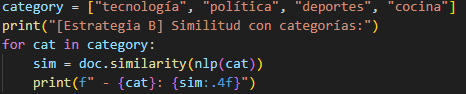 category = ["tecnología", "política", "deportes", "cocina"]
print("[Estrategia B] Similitud con categorías:")
for cat in category:
    sim = doc.similarity(nlp(cat))
    print(f" - {cat}: {sim:.4f}")